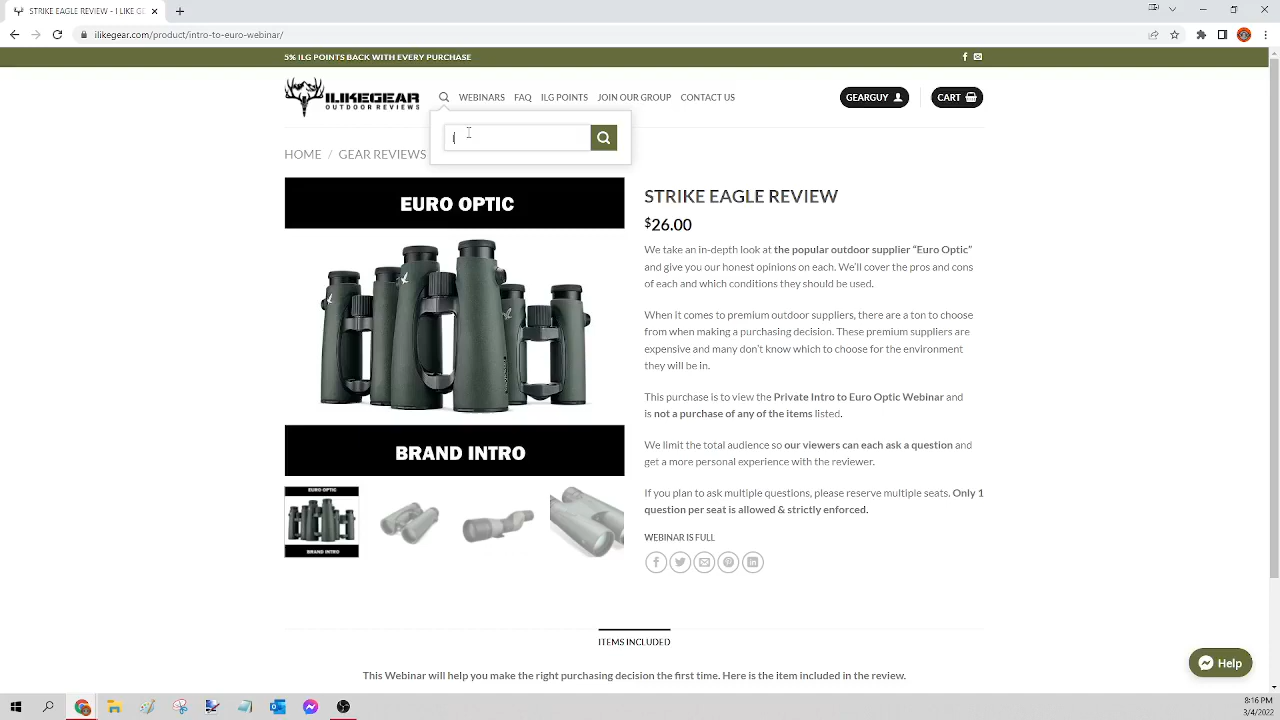 STRIKE EAGLE REVIEW - I LIKE GE
ilikegear.com/product/intro-to-euro-webinar/
5% ILG POINTS BACK WITH EVERY PURCHASE
ILIKEGEAR
OUTDOOR REVIEWS
WEBINARS FAQ ILG POINTS JOIN OUR GROUP CONTACT US
GEARGUY
CART
HOME / GEAR REVIEWS
EURO OPTIC
BRAND INTRO
EURO OPTIC
BRAND INTRO
STRIKE EAGLE REVIEW
$26.00
We take an in-depth look at the popular outdoor supplier “Euro Optic”
and give you our honest opinions on each. We’ll cover the pros and cons
of each and which conditions they should be used.
When it comes to premium outdoor suppliers, there are a ton to choose
from when making a purchasing decision. These premium suppliers are
expensive and many don’t know which to choose for the environment
they will be in.
This purchase is to view the Private Intro to Euro Optic Webinar and
is not a purchase of any of the items listed.
We limit the total audience so our viewers can each ask a question and
get a more personal experience with the reviewer.
If you plan to ask multiple questions, please reserve multiple seats. Only 1
question per seat is allowed & strictly enforced.
WEBINAR IS FULL
ITEMS INCLUDED
This Webinar will help you make the right purchasing decision the first time. Here is the item included in the review.
Help
8:16 PM
3/4/2022